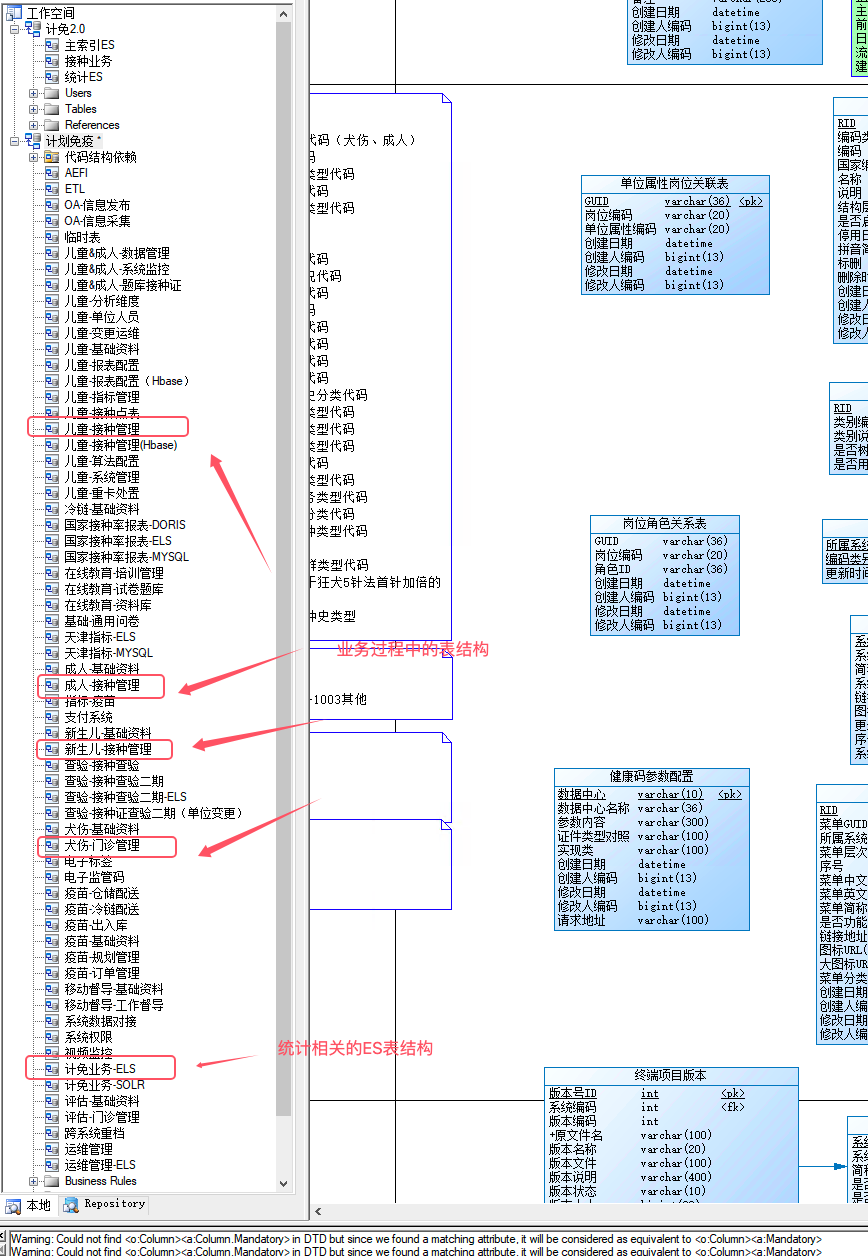 工作空间
计免2.0
主索引ES
接种业务
统计ES
Users
Tables
References
计划免疫 *
代码结构依赖
AEFI
ETL
OA-信息发布
OA-信息采集
临时表
儿童&成人-数据管理
儿童&成人-系统监控
儿童&成人-题库接种证
儿童-分析维度
儿童-单位人员
儿童-变更运维
儿童-基础资料
儿童-报表配置
儿童-报表配置（Hbase）
儿童-指标管理
儿童-接种点表
儿童-接种管理
儿童-接种管理(Hbase)
儿童-算法配置
儿童-系统管理
儿童-重卡处置
冷链-基础资料
国家接种率报表-DORIS
国家接种率报表-ELS
国家接种率报表-MYSQL
在线教育-培训管理
在线教育-试卷题库
在线教育-资料库
基础-通用问卷
天津指标-ELS
天津指标-MYSQL
成人-基础资料
成人-接种管理
指标-疫苗
支付系统
新生儿-基础资料
新生儿-接种管理
查验-接种查验
查验-接种查验二期
查验-接种查验二期-ELS
查验-接种证查验二期（单位变更）
犬伤-基础资料
犬伤-门诊管理
电子标签
电子监管码
疫苗-仓储配送
疫苗-冷链配送
疫苗-出入库
疫苗-基础资料
疫苗-规划管理
疫苗-订单管理
移动督导-基础资料
移动督导-工作督导
系统数据对接
系统权限
视频监控
计免业务-ELS
计免业务-SOLR
评估-基础资料
评估-门诊管理
跨系统重档
运维管理
运维管理-ELS
Business Rules
本地
Repository
代码（犬伤、成人）
码
类型代码
代码
类型代码
代码
况代码
代码
码
代码
代码
代码
代码
史分类代码
类型代码
类型代码
类型代码
代码
类型代码
务类型代码
分类代码
种类型代码
群类型代码
于狂犬5针法首针加倍的
种史类型
业务过程中的表结构
-1003其他
统计相关的ES表结构
创建日期 datetime
创建人编码 bigint(13)
修改日期 datetime
修改人编码 bigint(13)
单位属性岗位关联表
GUID varchar(36) <pk>
岗位编码 varchar(20)
单位属性编码 varchar(20)
创建日期 datetime
创建人编码 bigint(13)
修改日期 datetime
修改人编码 bigint(13)
岗位角色关系表
GUID varchar(36)
岗位编码 varchar(20)
角色ID varchar(36)
创建日期 datetime
创建人编码 bigint(13)
修改日期 datetime
修改人编码 bigint(13)
健康码参数配置
数据中心 varchar(10) <pk>
数据中心名称 varchar(36)
参数内容 varchar(300)
证件类型对照 varchar(100)
实现类 varchar(100)
创建日期 datetime
创建人编码 bigint(13)
修改日期 datetime
修改人编码 bigint(13)
请求地址 varchar(100)
终端项目版本
版本号ID int <pk>
系统编码 int <fk>
版本编码 int
+原文件名 varchar(100)
版本名称 varchar(20)
版本文件 varchar(100)
版本说明 varchar(400)
版本状态 varchar(10)
主
前
日
流
建
RID
编码类
编码
国家编
名称
说明
结构层
是否启
停用日
拼音简
标删
删除时
创建日
创建人
修改日
修改人
RID
类别编
类别说
是否树
是否用
所属系统
编码类别
更新时间
系
系
简
系
链
图
更
序
系
RID
菜单GUID
所属系统
菜单层次
序号
菜单中文
菜单英文
菜单简称
是否功能
链接地址
图标URL(
大图标UR
菜单分类
创建日期
创建人编
修改日期
修改人编
系
系统
简称
是否
是否
Warning: Could not find <o:Column><a:Column.Mandatory> in DTD but since we found a matching attribute, it will be considered as equivalent to <o:Column><a:Mandatory>
Warning: Could not find <o:Column><a:Column.Mandatory> in DTD but since we found a matching attribute, it will be considered as equivalent to <o:Column><a:Mandatory>